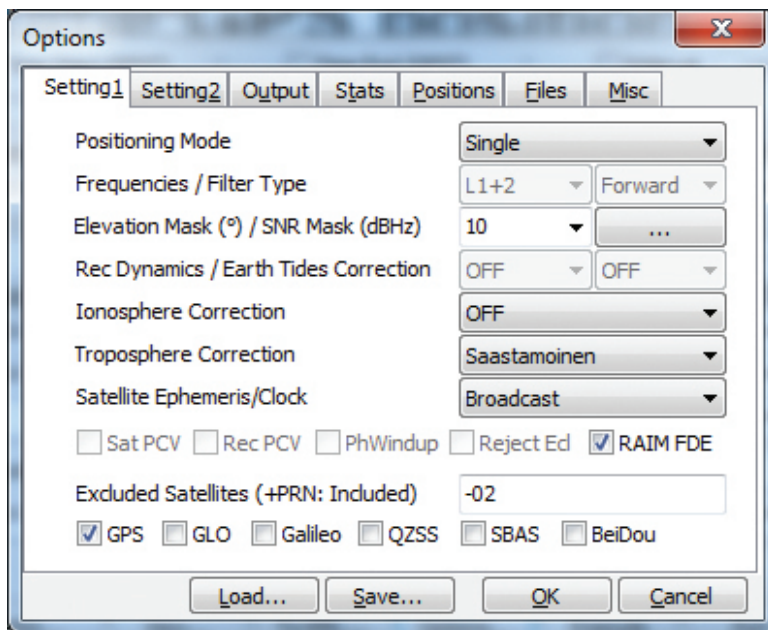 Options
Setting1 Setting2 Output Stats Positions Files Misc
Positioning Mode Single
Frequencies / Filter Type L1+2 Forward
Elevation Mask (°) / SNR Mask (dBHz) 10 ...
Rec Dynamics / Earth Tides Correction OFF OFF
Ionosphere Correction OFF
Troposphere Correction Saastamoinen
Satellite Ephemeris/Clock Broadcast
Sat PCV Rec PCV PhWindup Reject Ecl RAIM FDE
Excluded Satellites (+PRN: Included) -02
GPS GLO Galileo QZSS SBAS BeiDou
Load... Save... OK Cancel